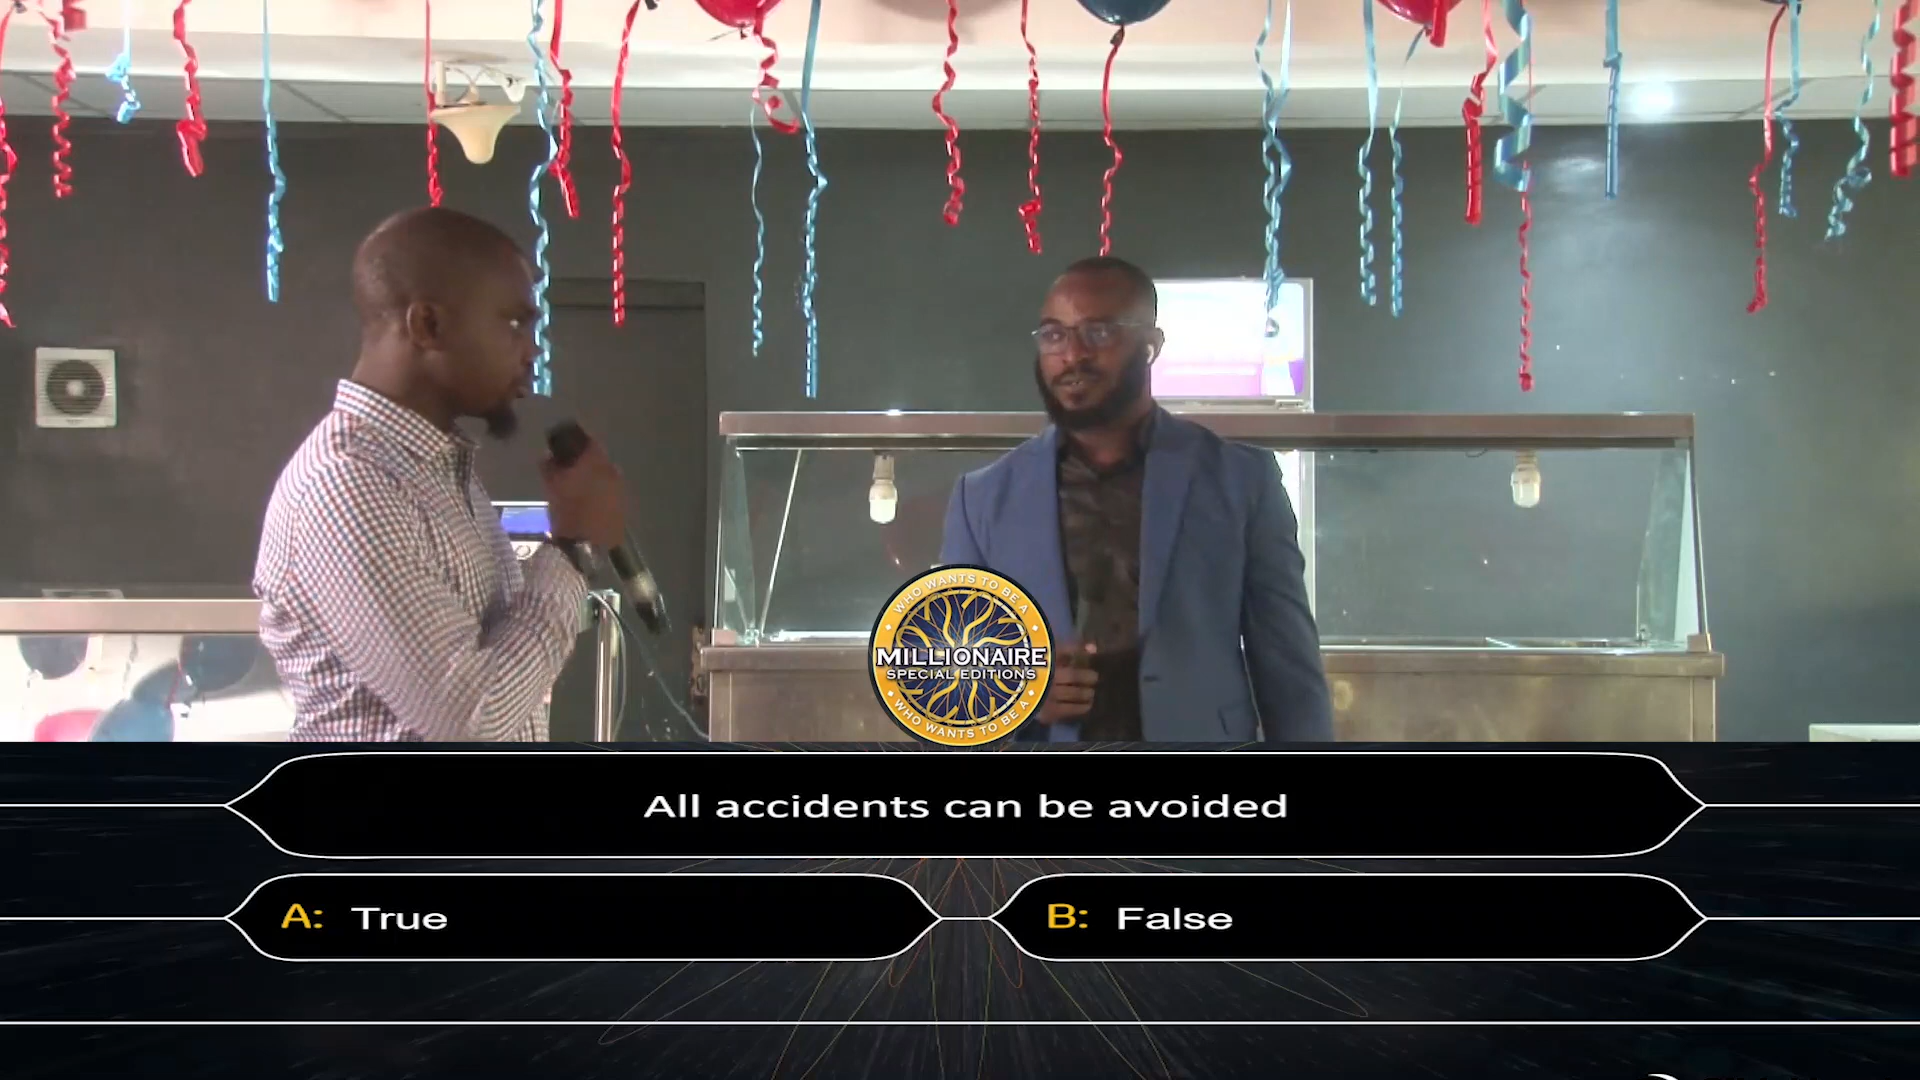 WHO WANTS TO BE A
MILLIONAIRE
SPECIAL EDITIONS
WHO WANTS TO BE A
All accidents can be avoided
A: True
B: False